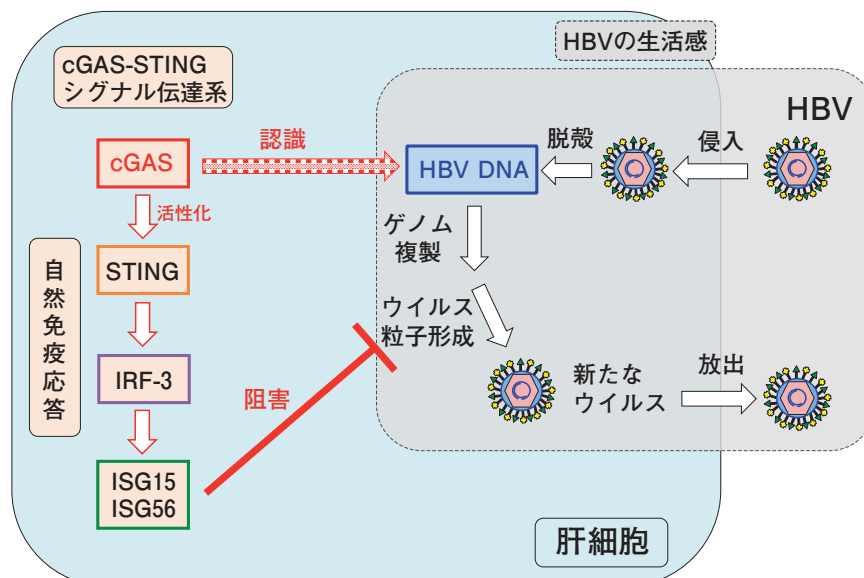 HBVの生活感
cGAS-STING
シグナル伝達系
HBV
cGAS
認識
HBV DNA
脱殻
侵入
活性化
ゲノム
複製
自然免疫応答
STING
ウイルス
粒子形成
IRF-3
阻害
新たな
ウイルス
放出
ISG15
ISG56
肝細胞